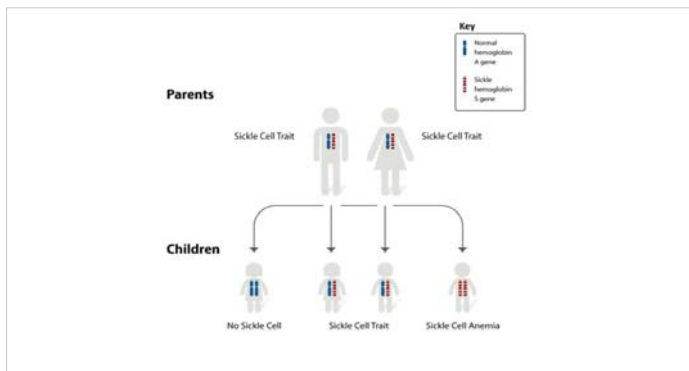 Key
Normal
hemoglobin
A gene
Sickle
hemoglobin
S gene
Parents
Sickle Cell Trait
Sickle Cell Trait
Children
No Sickle Cell
Sickle Cell Trait
Sickle Cell Anemia